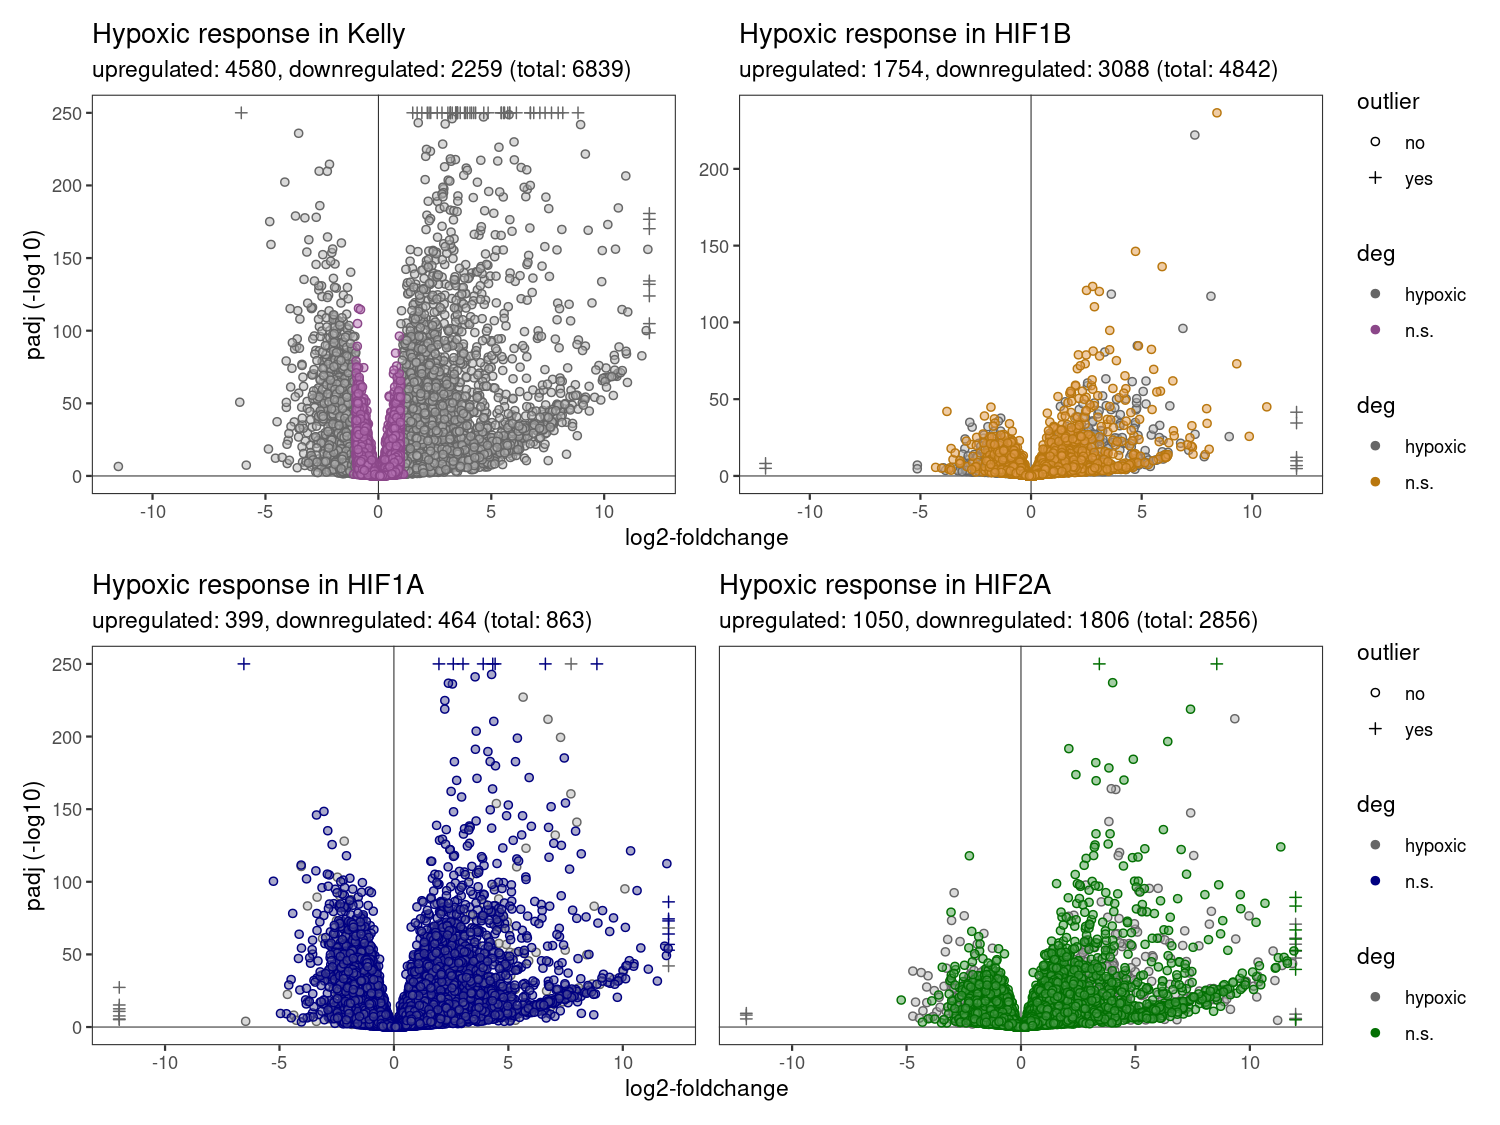 Hypoxic response in Kelly
upregulated: 4580, downregulated: 2259 (total: 6839)
padj (-log10)
250
200
150
100
50
0
-10
-5
0
5
10
Hypoxic response in HIF1B
upregulated: 1754, downregulated: 3088 (total: 4842)
200
150
100
50
0
-10
-5
0
5
10
log2-foldchange
outlier
no
yes
deg
hypoxic
n.s.
deg
hypoxic
n.s.
Hypoxic response in HIF1A
upregulated: 399, downregulated: 464 (total: 863)
padj (-log10)
250
200
150
100
50
0
-10
-5
0
5
10
Hypoxic response in HIF2A
upregulated: 1050, downregulated: 1806 (total: 2856)
-10
-5
0
5
10
log2-foldchange
outlier
no
yes
deg
hypoxic
n.s.
deg
hypoxic
n.s.